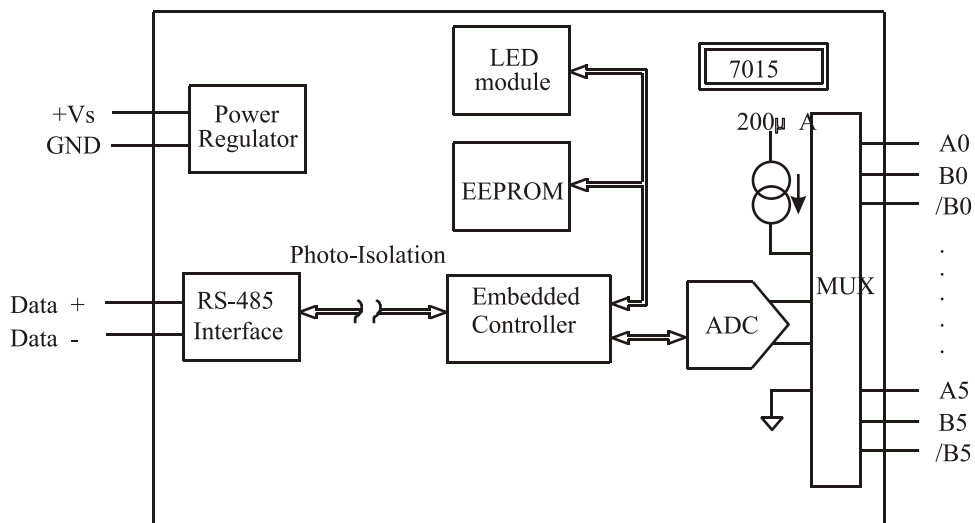 LED
module
7015
+Vs
GND
Power
Regulator
200μ A
A0
B0
/B0
EEPROM
Photo-Isolation
Data +
Data -
RS-485
Interface
Embedded
Controller
ADC
MUX
A5
B5
/B5